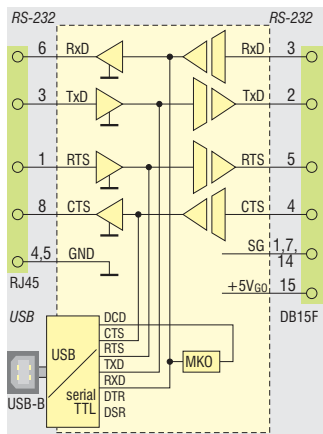 RS-232 RS-232
6 RxD RxD 3
3 TxD TxD 2
1 RTS RTS 5
8 CTS CTS 4
4,5 GND SG 1,7,
14
RJ45 +5VGO 15
USB DB15F
DCD
CTS
USB RTS
TXD MKO
RXD
serial DTR
TTL DSR
USB-B